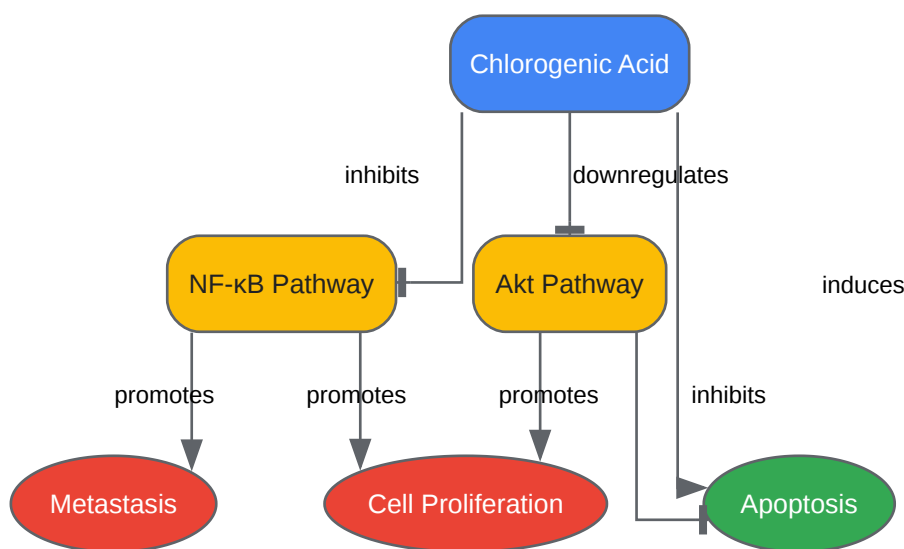 Chlorogenic Acid
inhibits
downregulates
NF-κB Pathway
Akt Pathway
induces
promotes
promotes
promotes
inhibits
Metastasis
Cell Proliferation
Apoptosis